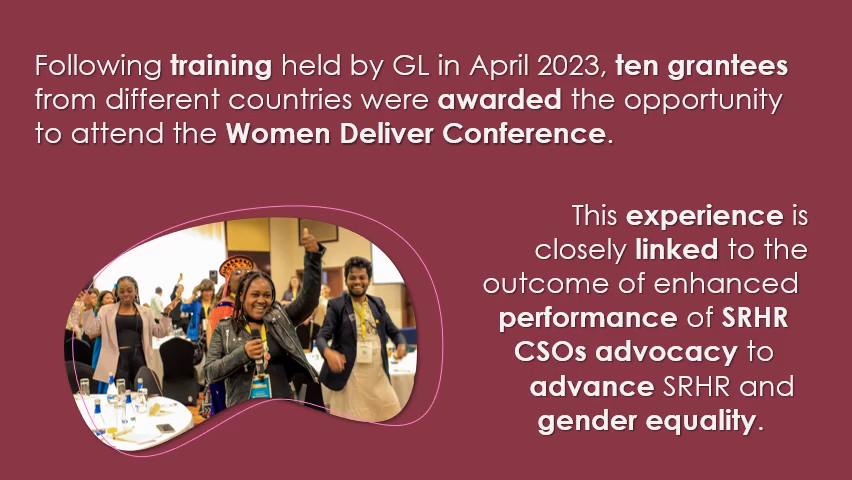 Following training held by GL in April 2023, ten grantees
from different countries were awarded the opportunity
to attend the Women Deliver Conference.
This experience is
closely linked to the
outcome of enhanced
performance of SRHR
CSOs advocacy to
advance SRHR and
gender equality.